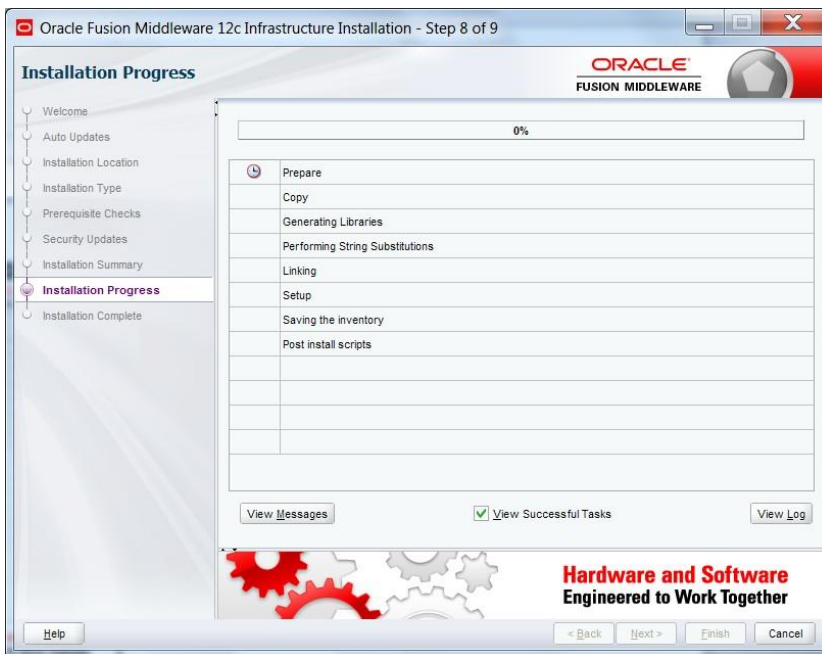 Oracle Fusion Middleware 12c Infrastructure Installation - Step 8 of 9
Installation Progress
ORACLE
FUSION MIDDLEWARE
Welcome
Auto Updates
Installation Location
Installation Type
Prerequisite Checks
Security Updates
Installation Summary
Installation Progress
Installation Complete
0%
Prepare
Copy
Generating Libraries
Performing String Substitutions
Linking
Setup
Saving the inventory
Post install scripts
View Messages
View Successful Tasks
View Log
Hardware and Software
Engineered to Work Together
Help
< Back
Next >
Finish
Cancel